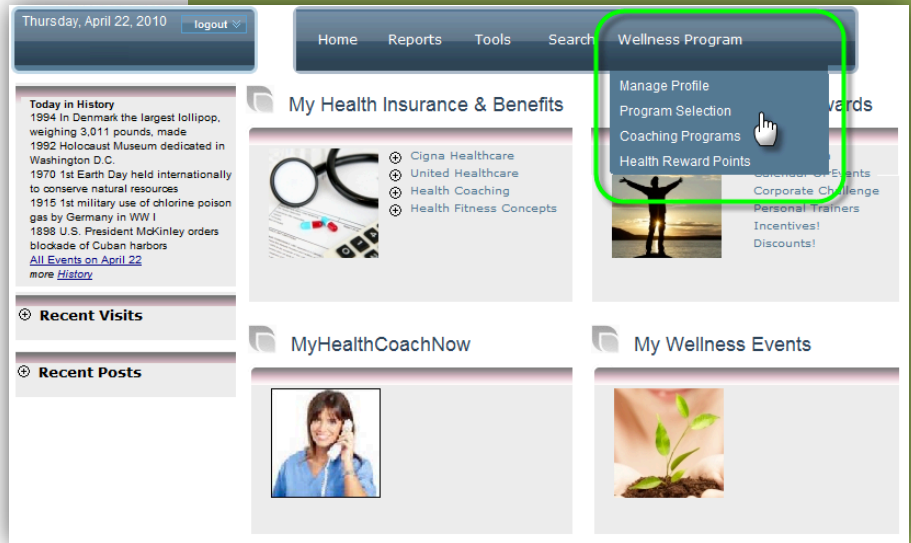 Thursday, April 22, 2010
logout
Home Reports Tools Search Wellness Program
Manage Profile
Program Selection
Coaching Programs
Health Reward Points
Today in History
1994 In Denmark the largest lollipop,
weighing 3,011 pounds, made
1992 Holocaust Museum dedicated in
Washington D.C.
1970 1st Earth Day held internationally
to conserve natural resources
1915 1st military use of chlorine poison
gas by Germany in WW I
1898 U.S. President McKinley orders
blockade of Cuban harbors
All Events on April 22
more History
Recent Visits
Recent Posts
My Health Insurance & Benefits
Cigna Healthcare
United Healthcare
Health Coaching
Health Fitness Concepts
Calendar Of Events
Corporate Challenge
Personal Trainers
Incentives!
Discounts!
MyHealthCoachNow
My Wellness Events